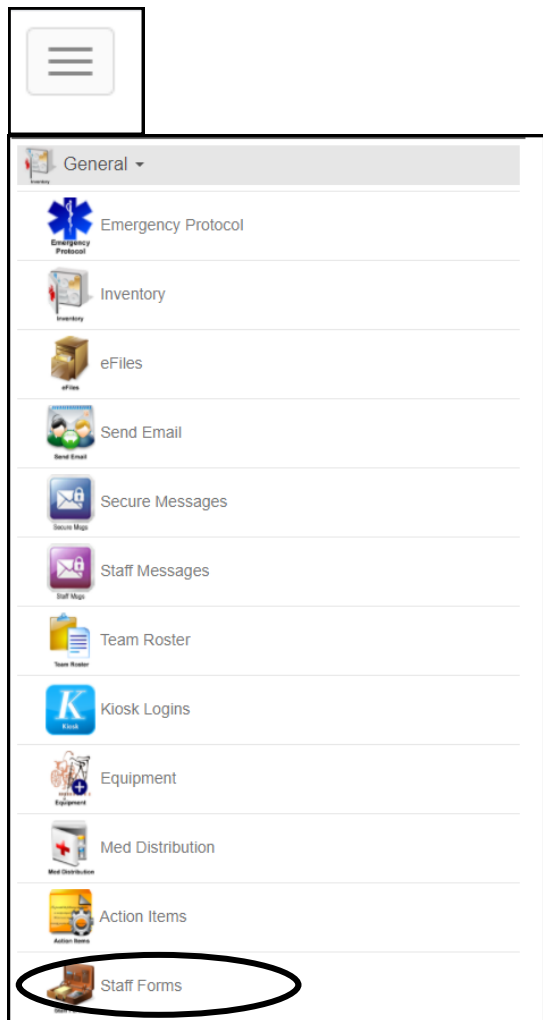 General
Inventory
Emergency Protocol
Emergency
Protocol
Inventory
Inventory
eFiles
eFiles
Send Email
Send Email
Secure Messages
Secure Msgs
Staff Messages
Staff Msgs
Team Roster
Team Roster
K
Kiosk Logins
Kiosk
Equipment
Equipment
Med Distribution
Med Distribution
Action Items
Action Items
Staff Forms